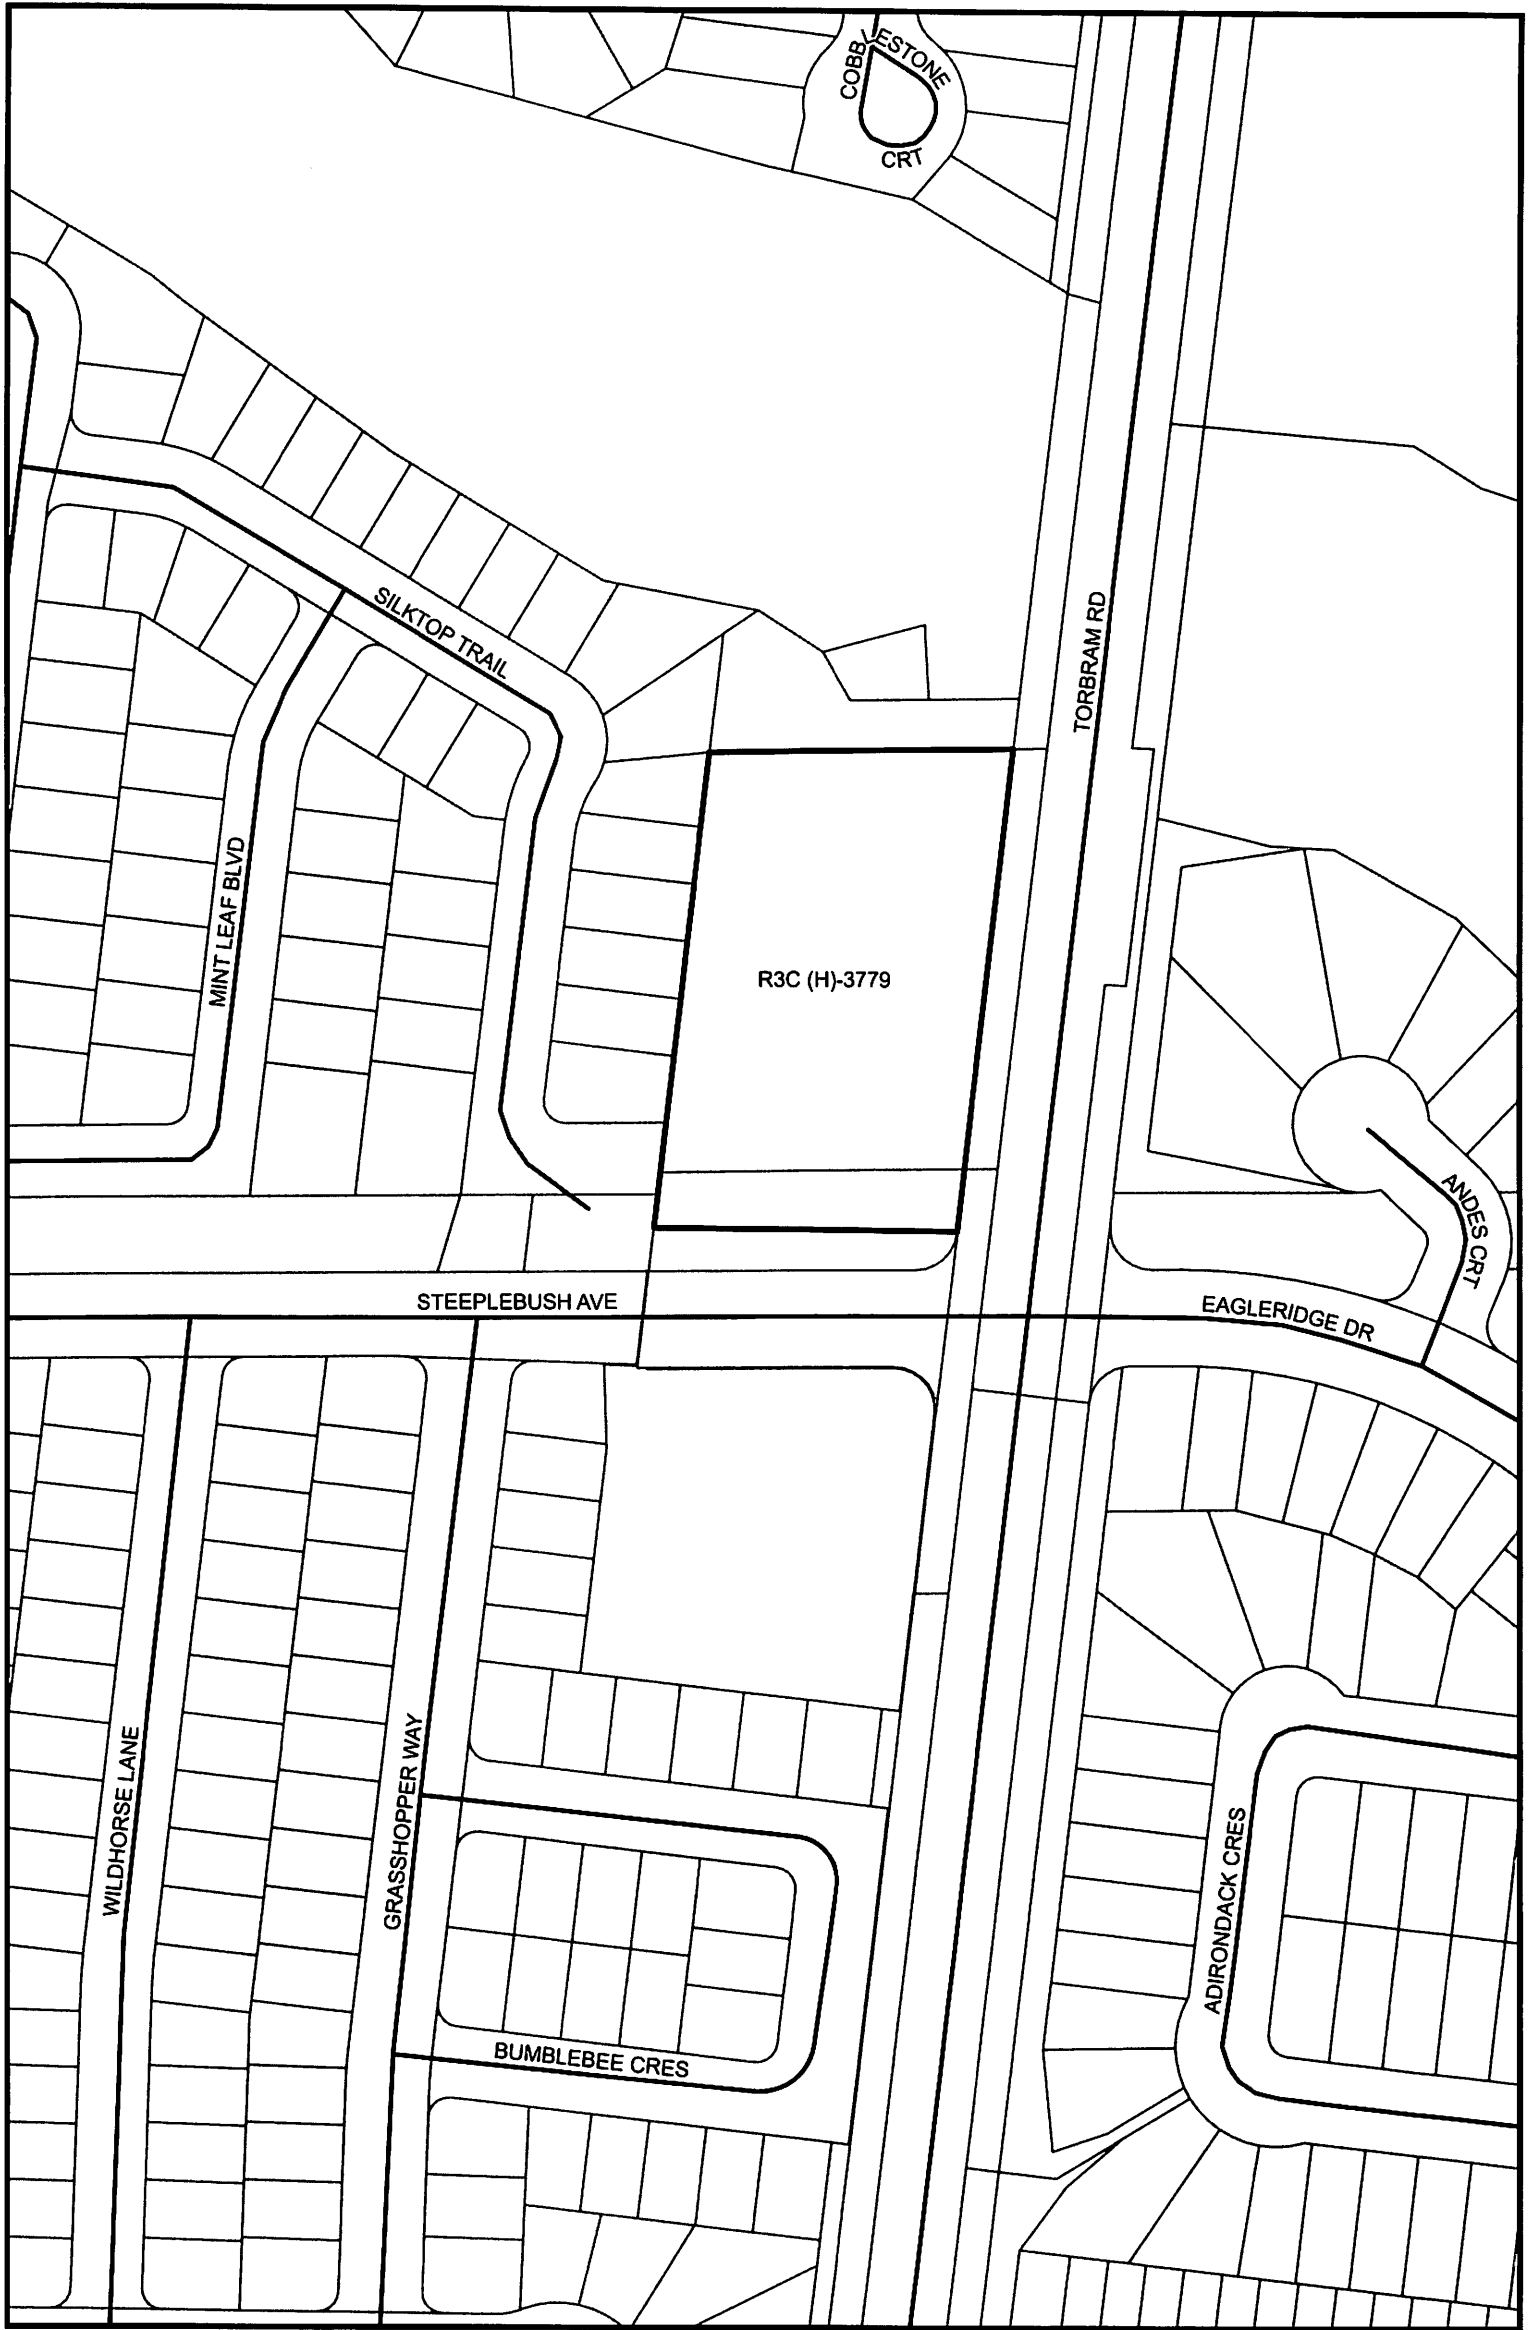 COBBLESTONE
CRT
SILKTOP TRAIL
TORBRAM RD
MINT LEAF BLVD
R3C (H)-3779
ANDES CRT
STEEPLEBUSH AVE
EAGLERIDGE DR
WILDHORSE LANE
GRASSHOPPER WAY
ADIRONDACK CRES
BUMBLEBEE CRES